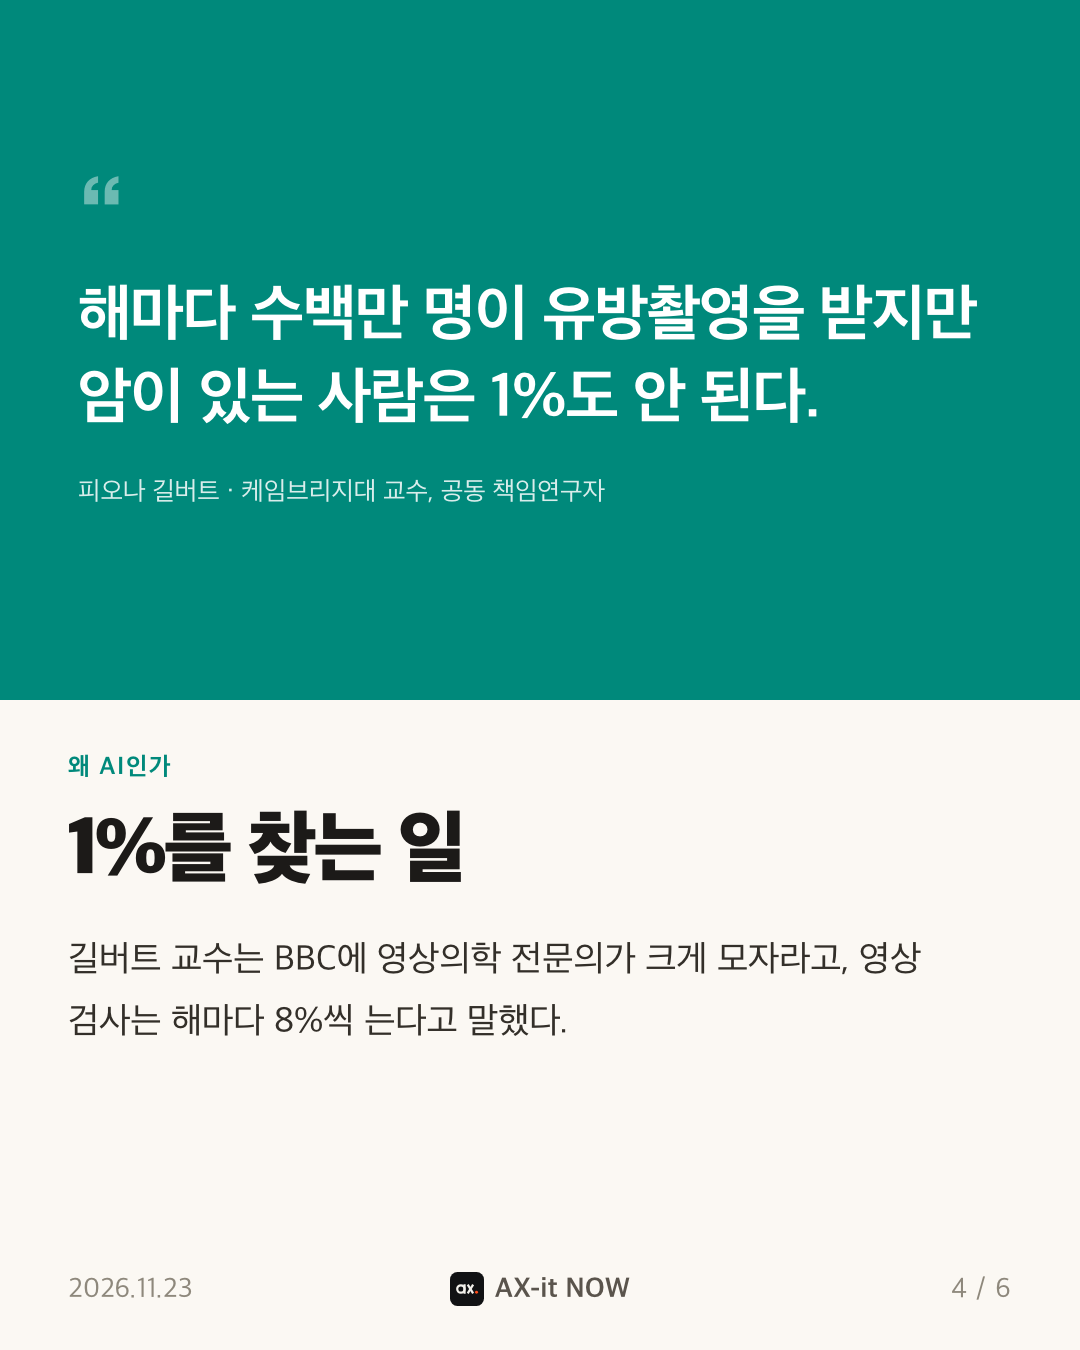 “
해마다 수백만 명이 유방촬영을 받지만
암이 있는 사람은 1%도 안 된다.
피오나 길버트 · 케임브리지대 교수, 공동 책임연구자
왜 AI인가
1%를 찾는 일
길버트 교수는 BBC에 영상의학 전문의가 크게 모자라고, 영상
검사는 해마다 8%씩 는다고 말했다.
2026.11.23
ax. AX-it NOW
4 / 6